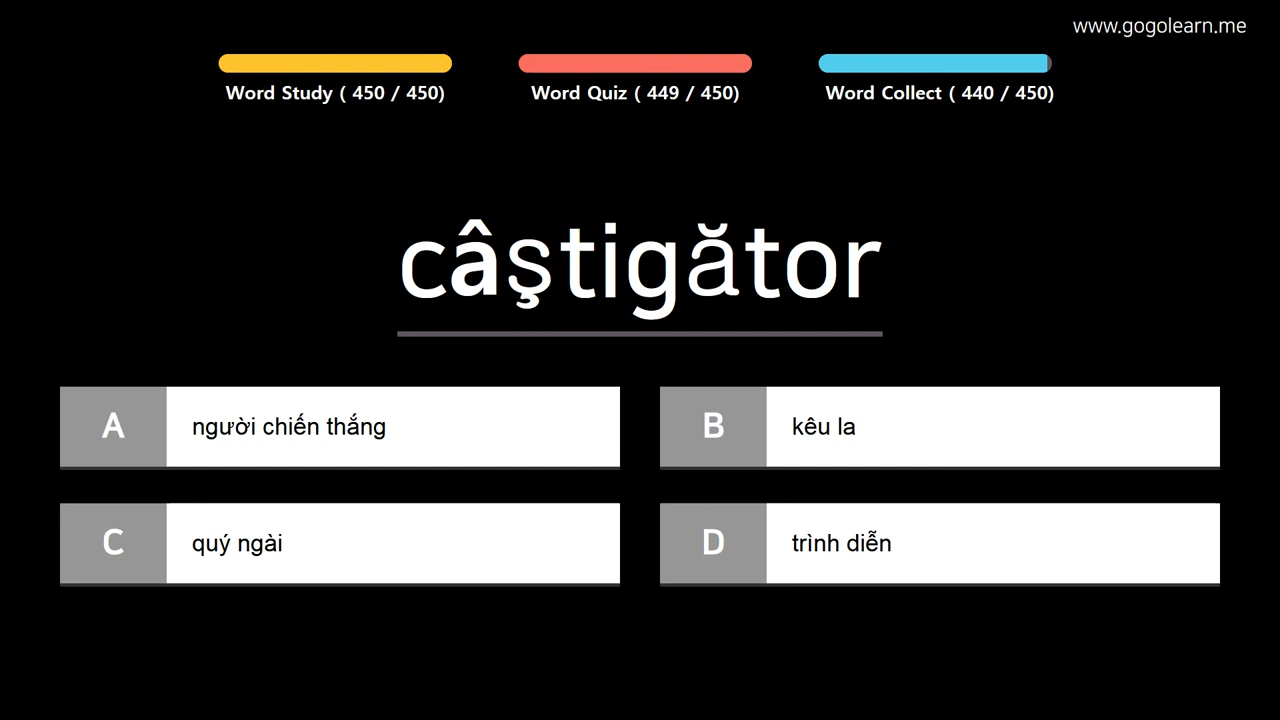 www.gogolearn.me
Word Study ( 450 / 450)
Word Quiz ( 449 / 450)
Word Collect ( 440 / 450)
câştigător
A
người chiến thắng
B
kêu la
C
quý ngài
D
trình diễn